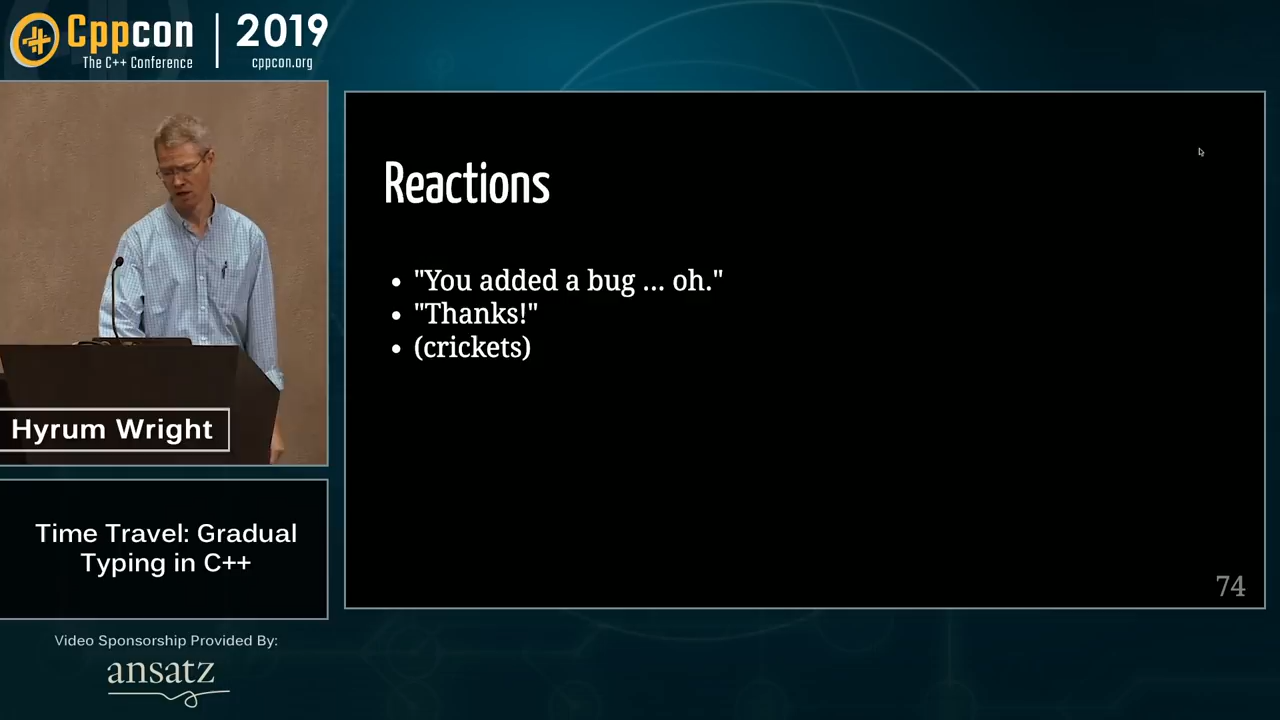 Cppcon | 2019
The C++ Conference cppcon.org
Reactions
• "You added a bug ... oh."
• "Thanks!"
• (crickets)
74
Hyrum Wright
Time Travel: Gradual
Typing in C++
Video Sponsorship Provided By:
ansatz